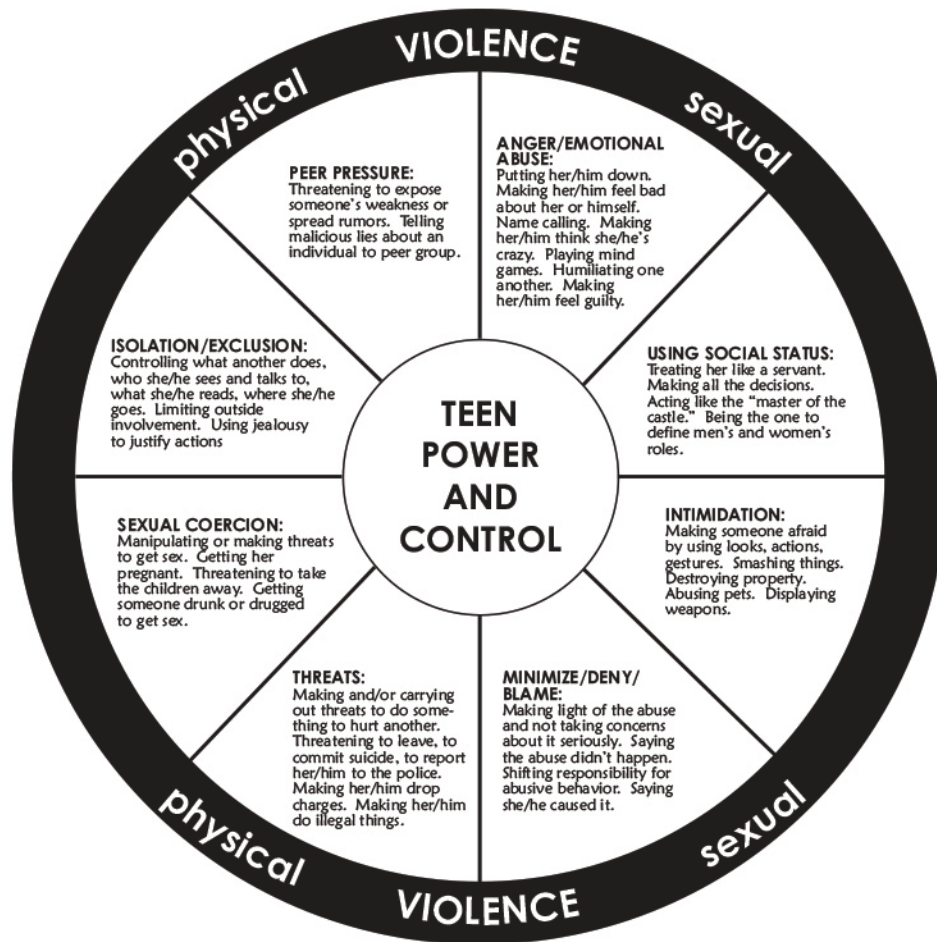 VIOLENCE
physical
sexual
PEER PRESSURE:
Threatening to expose
someone's weakness or
spread rumors.  Telling
malicious lies about an
individual to peer group.
ANGER/EMOTIONAL
ABUSE:
Putting her/him down.
Making her/him feel bad
about her or himself.
Name calling.  Making
her/him think she/he's
crazy.  Playing mind
games.  Humiliating one
another.  Making
her/him feel guilty.
ISOLATION/EXCLUSION:
Controlling what another does,
who she/he sees and talks to,
what she/he reads, where she/he
goes.  Limiting outside
involvement.  Using jealousy
to justify actions
USING SOCIAL STATUS:
Treating her like a servant.
Making all the decisions.
Acting like the “master of the
castle.”  Being the one to
define men's and women's
roles.
TEEN
POWER
AND
CONTROL
SEXUAL COERCION:
Manipulating or making threats
to get sex.  Getting her
pregnant.  Threatening to take
the children away.  Getting
someone drunk or drugged
to get sex.
INTIMIDATION:
Making someone afraid
by using looks, actions,
gestures.  Smashing things.
Destroying property.
Abusing pets.  Displaying
weapons.
THREATS:
Making and/or carrying
out threats to do some-
thing to hurt another.
Threatening to leave, to
commit suicide, to report
her/him to the police.
Making her/him drop
charges.  Making her/him
do illegal things.
MINIMIZE/DENY/
BLAME:
Making light of the abuse
and not taking concerns
about it seriously.  Saying
the abuse didn't happen.
Shifting responsibility for
abusive behavior.  Saying
she/he caused it.
physical
sexual
VIOLENCE